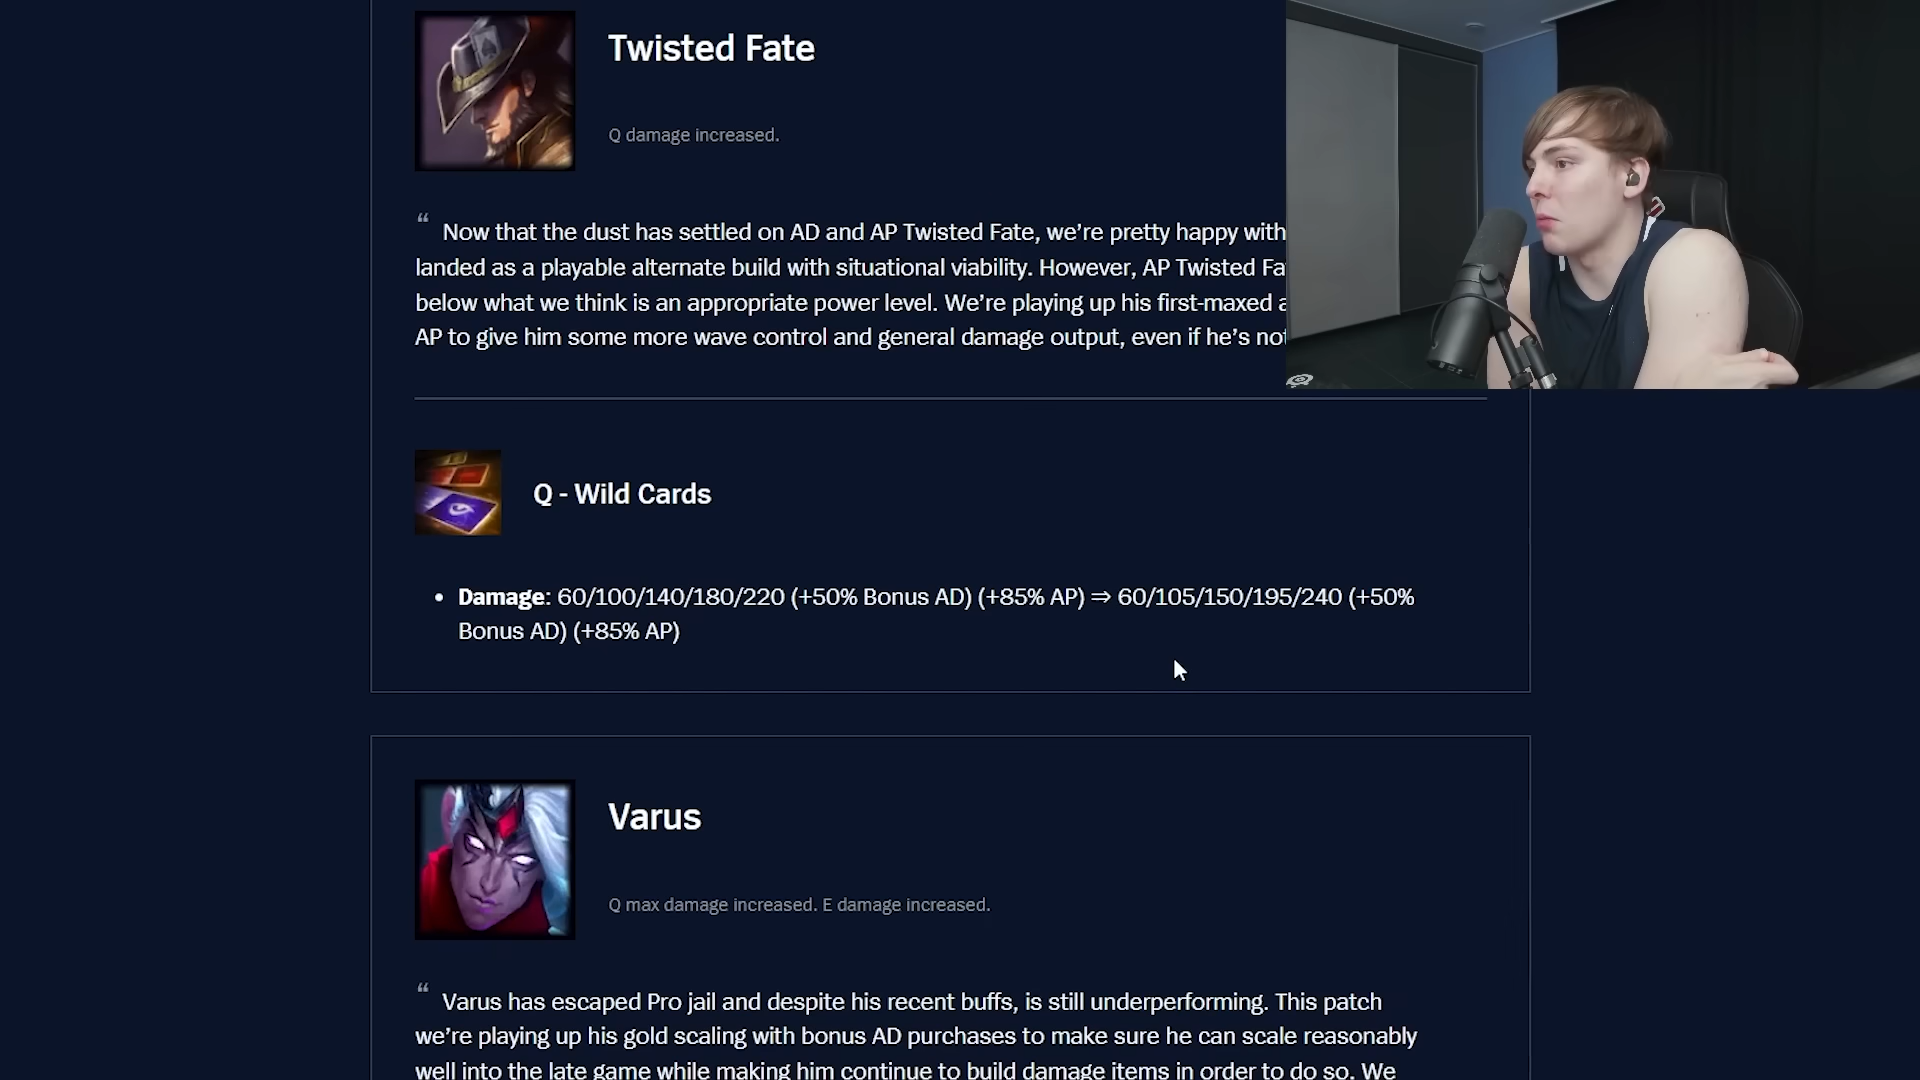 Twisted Fate
Q damage increased.
“ Now that the dust has settled on AD and AP Twisted Fate, we’re pretty happy with
landed as a playable alternate build with situational viability. However, AP Twisted Fa
below what we think is an appropriate power level. We’re playing up his first-maxed a
AP to give him some more wave control and general damage output, even if he’s not
Q - Wild Cards
• Damage: 60/100/140/180/220 (+50% Bonus AD) (+85% AP) ⇒ 60/105/150/195/240 (+50%
Bonus AD) (+85% AP)
Varus
Q max damage increased. E damage increased.
“ Varus has escaped Pro jail and despite his recent buffs, is still underperforming. This patch
we’re playing up his gold scaling with bonus AD purchases to make sure he can scale reasonably
well into the late game while making him continue to build damage items in order to do so. We